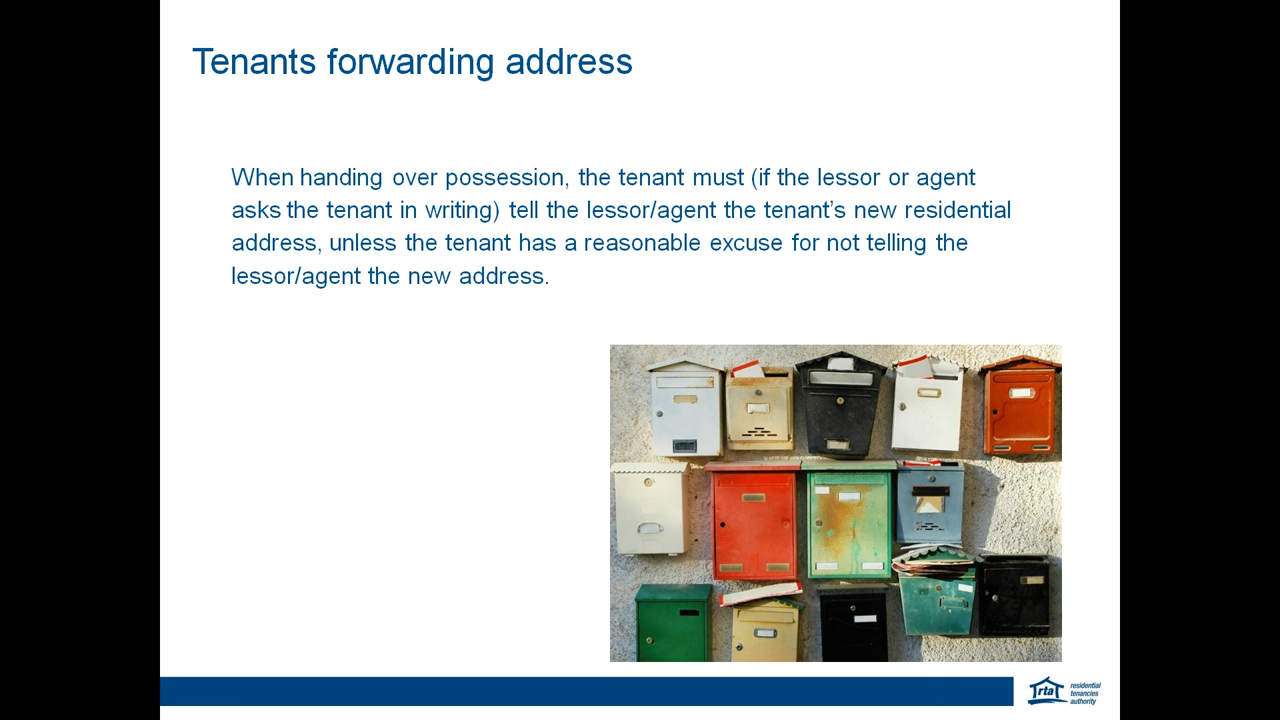 Tenants forwarding address
When handing over possession, the tenant must (if the lessor or agent
asks the tenant in writing) tell the lessor/agent the tenant’s new residential
address, unless the tenant has a reasonable excuse for not telling the
lessor/agent the new address.
rta
residential
tenancies
authority